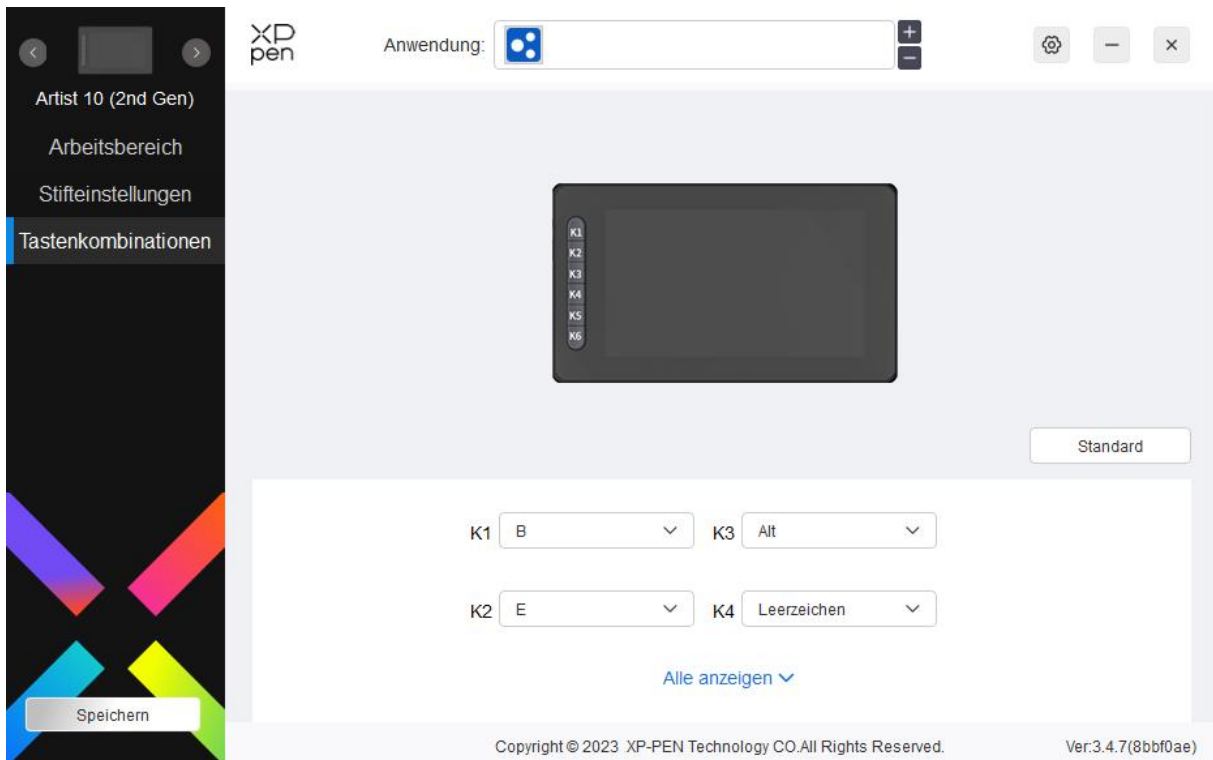 XP
pen
Anwendung:
Artist 10 (2nd Gen)
Arbeitsbereich
Stifteinstellungen
Tastenkombinationen
K1
K2
K3
K4
K5
K6
Standard
K1 B K3 Alt
K2 E K4 Leerzeichen
Alle anzeigen
Speichern
Copyright © 2023 XP-PEN Technology CO.All Rights Reserved. Ver:3.4.7(8bbf0ae)